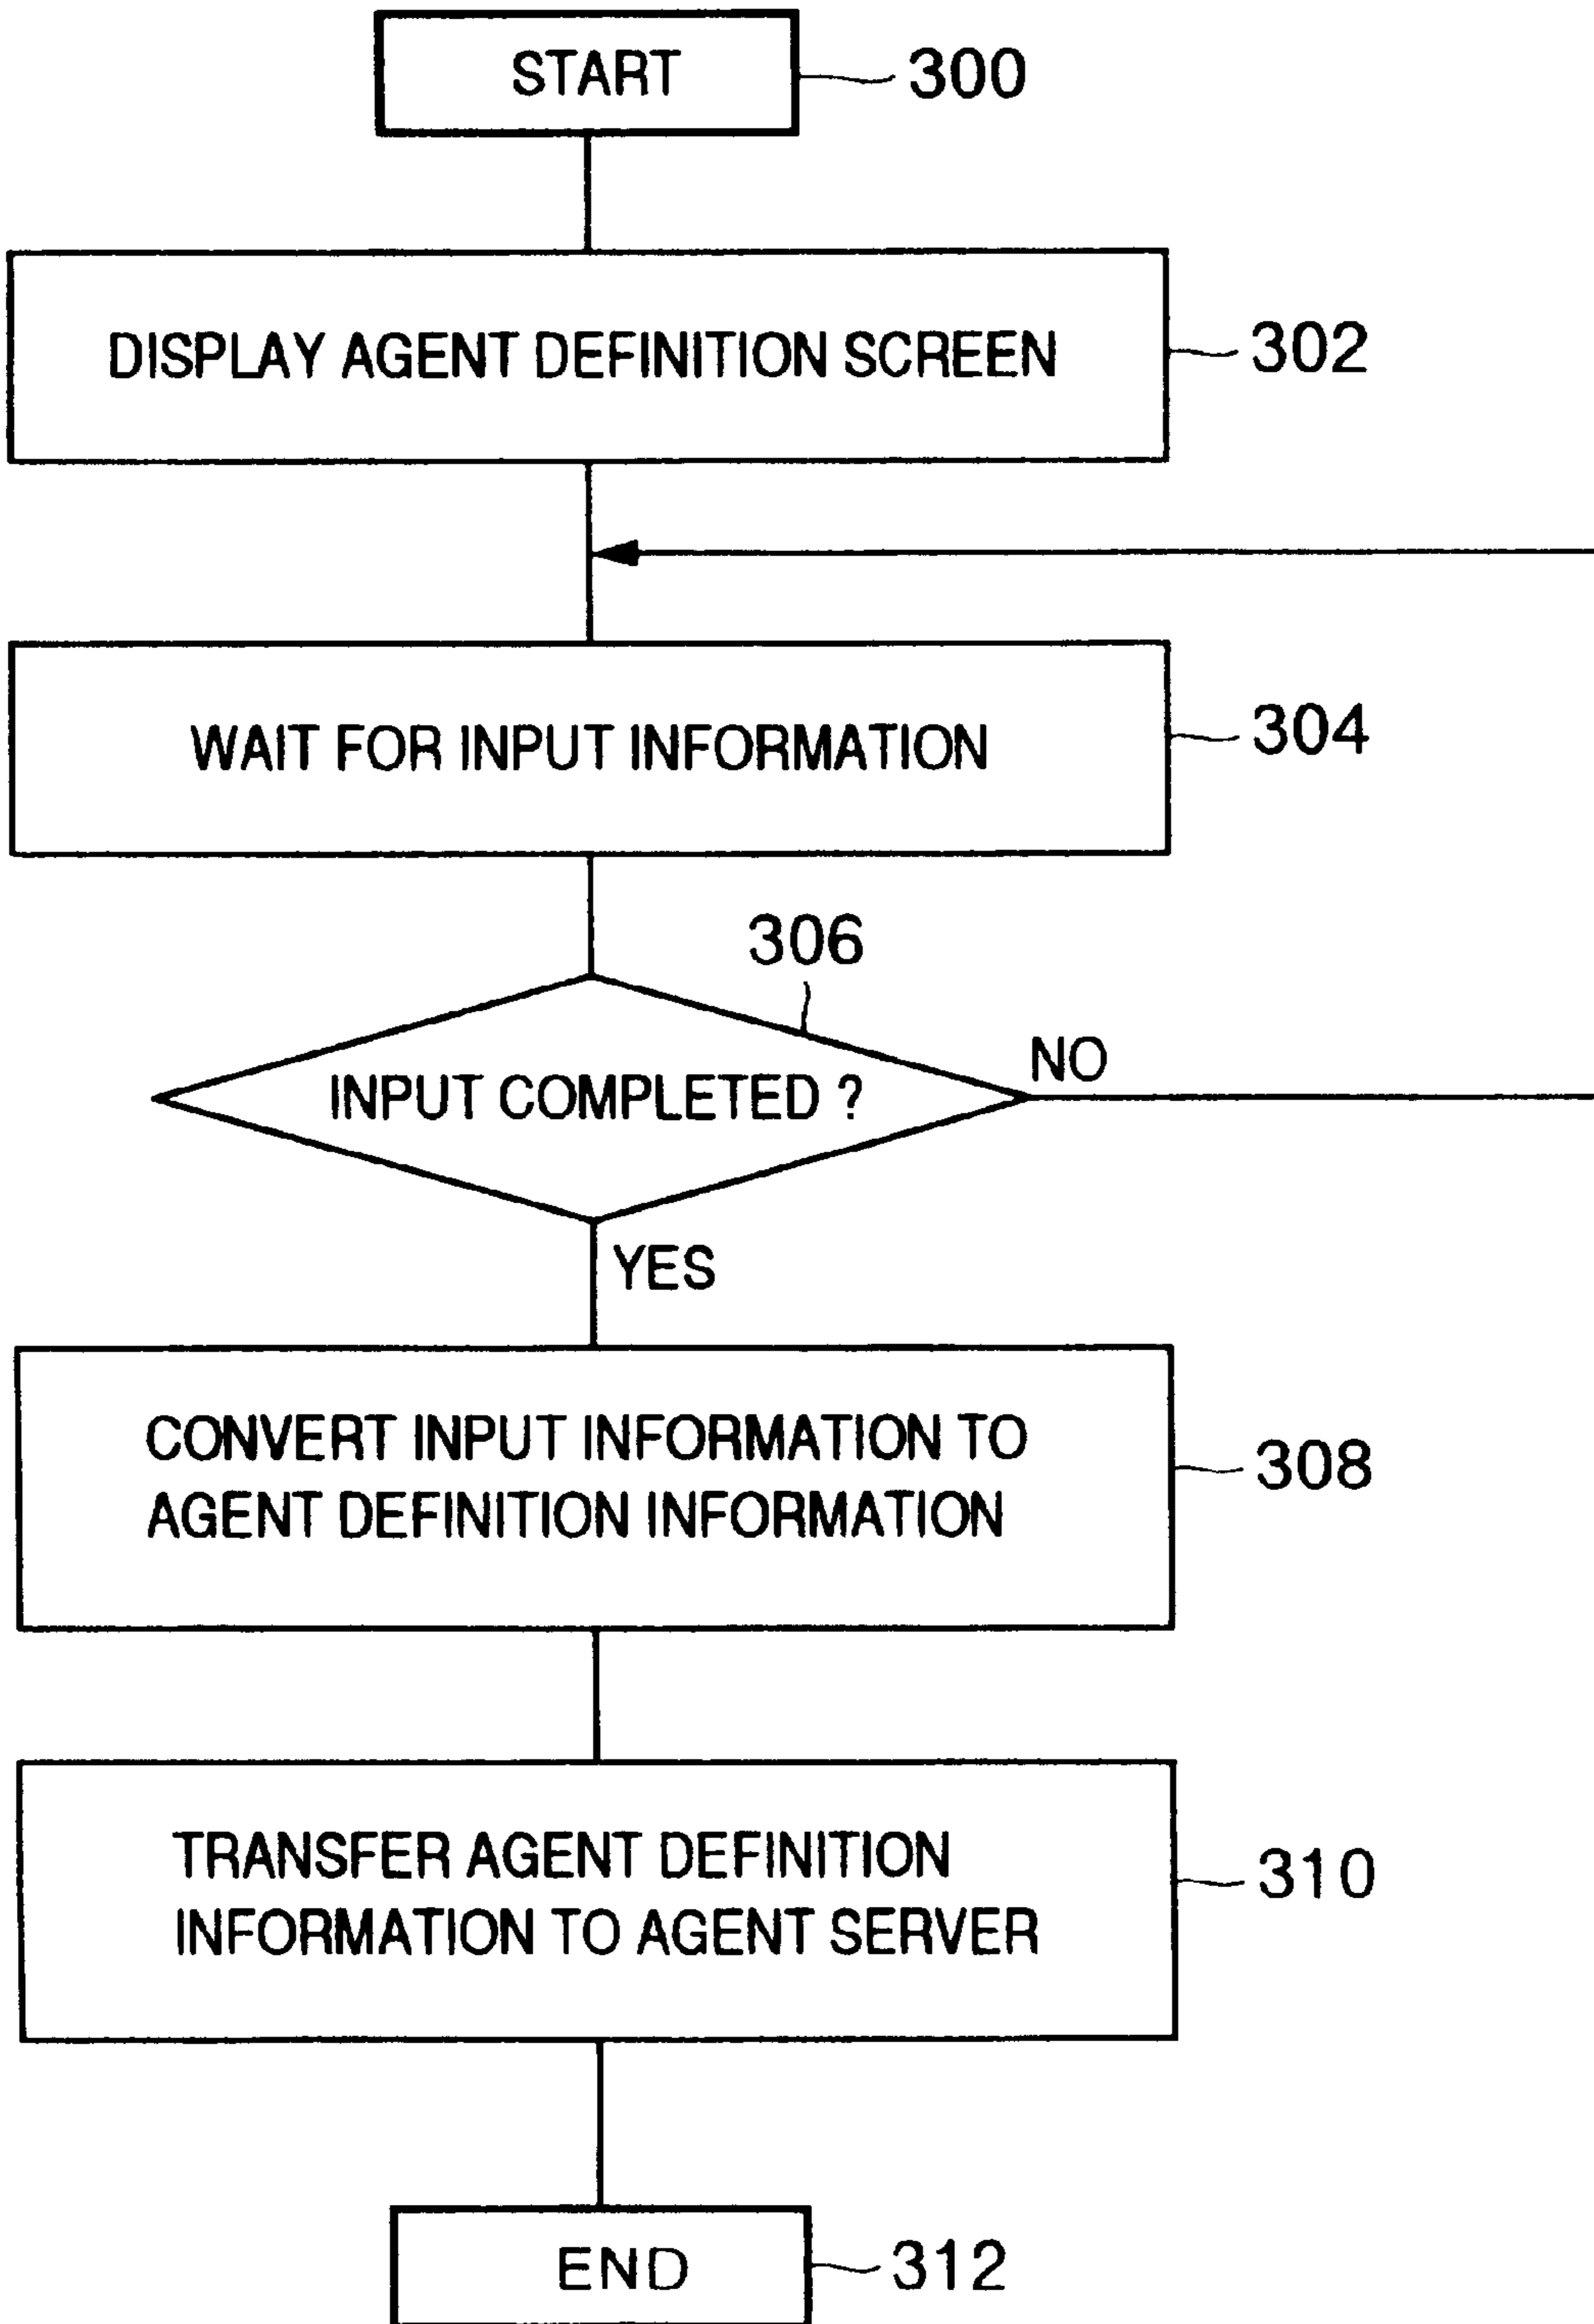 START
300
DISPLAY AGENT DEFINITION SCREEN
302
WAIT FOR INPUT INFORMATION
304
306
INPUT COMPLETED ?
NO
YES
CONVERT INPUT INFORMATION TO
AGENT DEFINITION INFORMATION
308
TRANSFER AGENT DEFINITION
INFORMATION TO AGENT SERVER
310
END
312